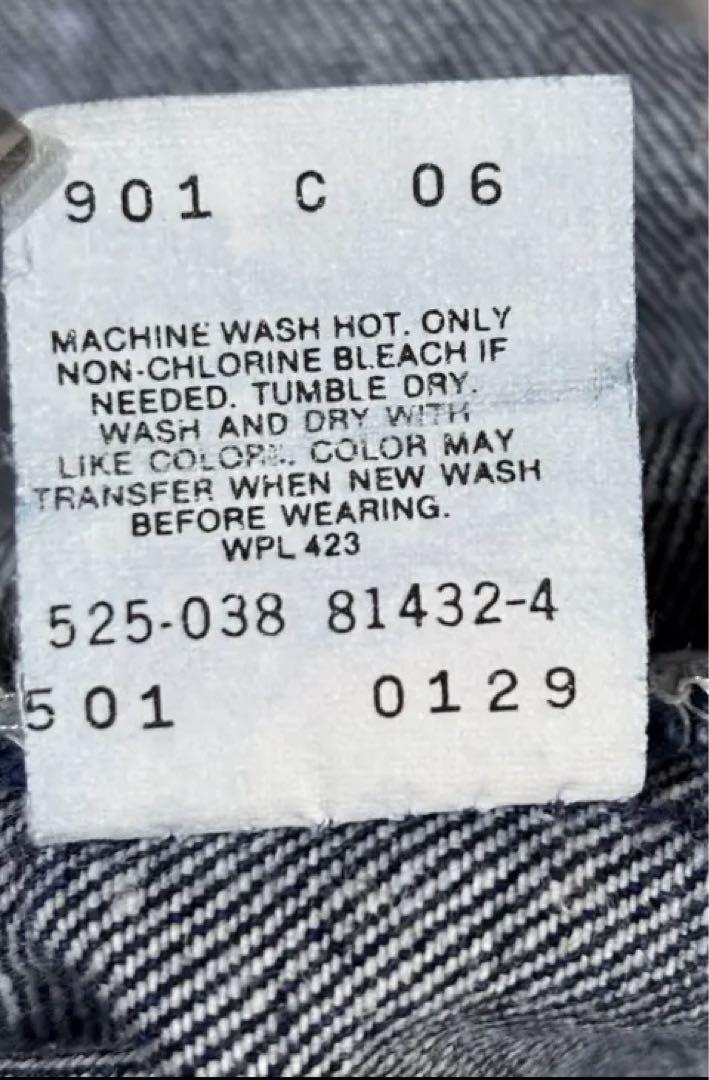 901 C 06
MACHINE WASH HOT. ONLY
NON-CHLORINE BLEACH IF
NEEDED. TUMBLE DRY.
WASH AND DRY WITH
LIKE COLORS. COLOR MAY
TRANSFER WHEN NEW WASH
BEFORE WEARING.
WPL 423
525-038 81432-4
501 0129